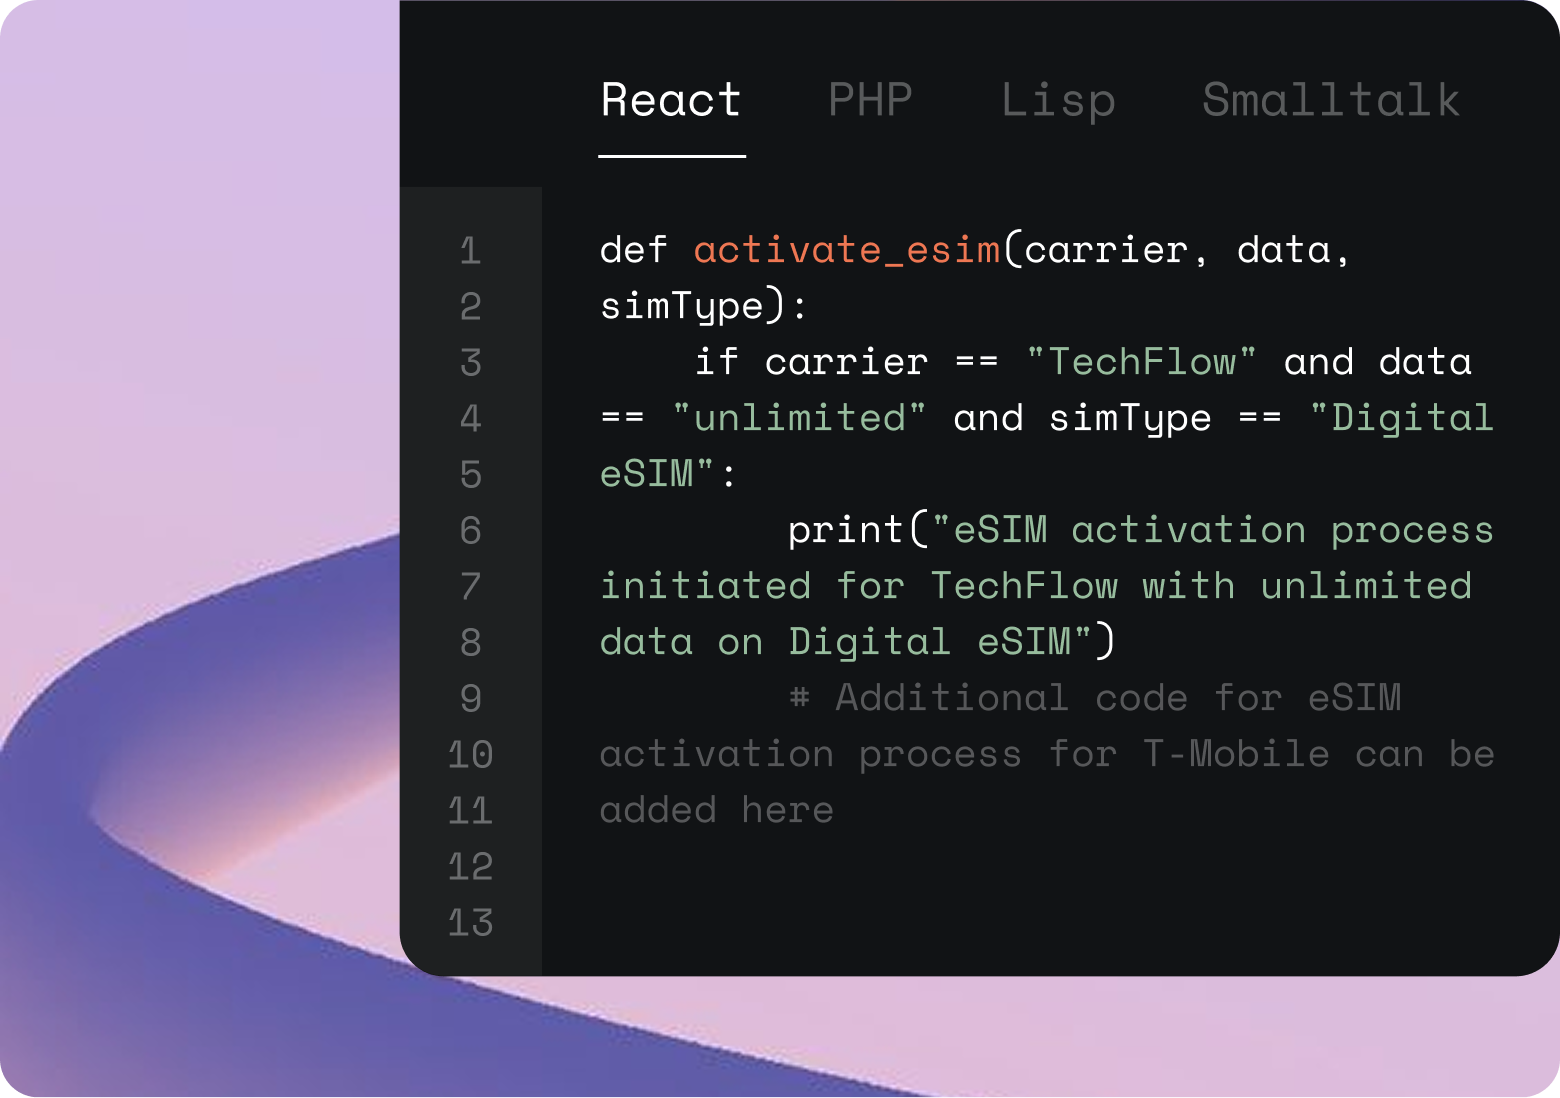 React PHP Lisp Smalltalk
1 def activate_esim(carrier, data,
2 simType):
3     if carrier == "TechFlow" and data
4 == "unlimited" and simType == "Digital
5 eSIM":
6         print("eSIM activation process
7 initiated for TechFlow with unlimited
8 data on Digital eSIM")
9         # Additional code for eSIM
10 activation process for T-Mobile can be
11 added here
12
13